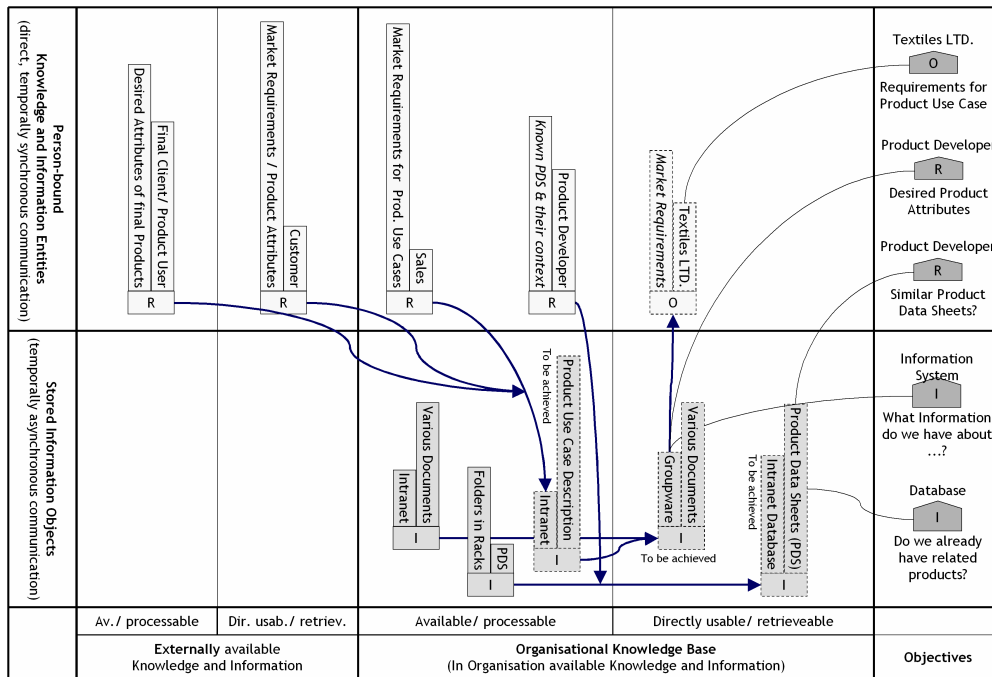 Person-bound
Knowledge and Information Entities
(direct, temporally synchronous communication)
Desired Attributes of final Products
Final Client/ Product User
R
Market Requirements / Product Attributes
Customer
R
Market Requirements for Prod. Use Cases
Sales
R
Known PDS & their context
Product Developer
R
Market Requirements
Textiles LTD.
O
Textiles LTD.
O
Requirements for
Product Use Case
Product Developer
R
Desired Product
Attributes
Product Developer
R
Similar Product
Data Sheets?
Stored Information Objects
(temporally asynchronous communication)
Intranet
Various Documents
I
Folders in Racks
PDS
I
To be achieved
Intranet
Product Use Case Description
I
Groupware
Various Documents
I
To be achieved
To be achieved
Intranet Database
Product Data Sheets (PDS)
I
Information
System
I
What Information
do we have about
...?
Database
I
Do we already
have related
products?
Av./ processable
Dir. usab./ retriev.
Available/ processable
Directly usable/ retrieveable
Externally available
Knowledge and Information
Organisational Knowledge Base
(In Organisation available Knowledge and Information)
Objectives